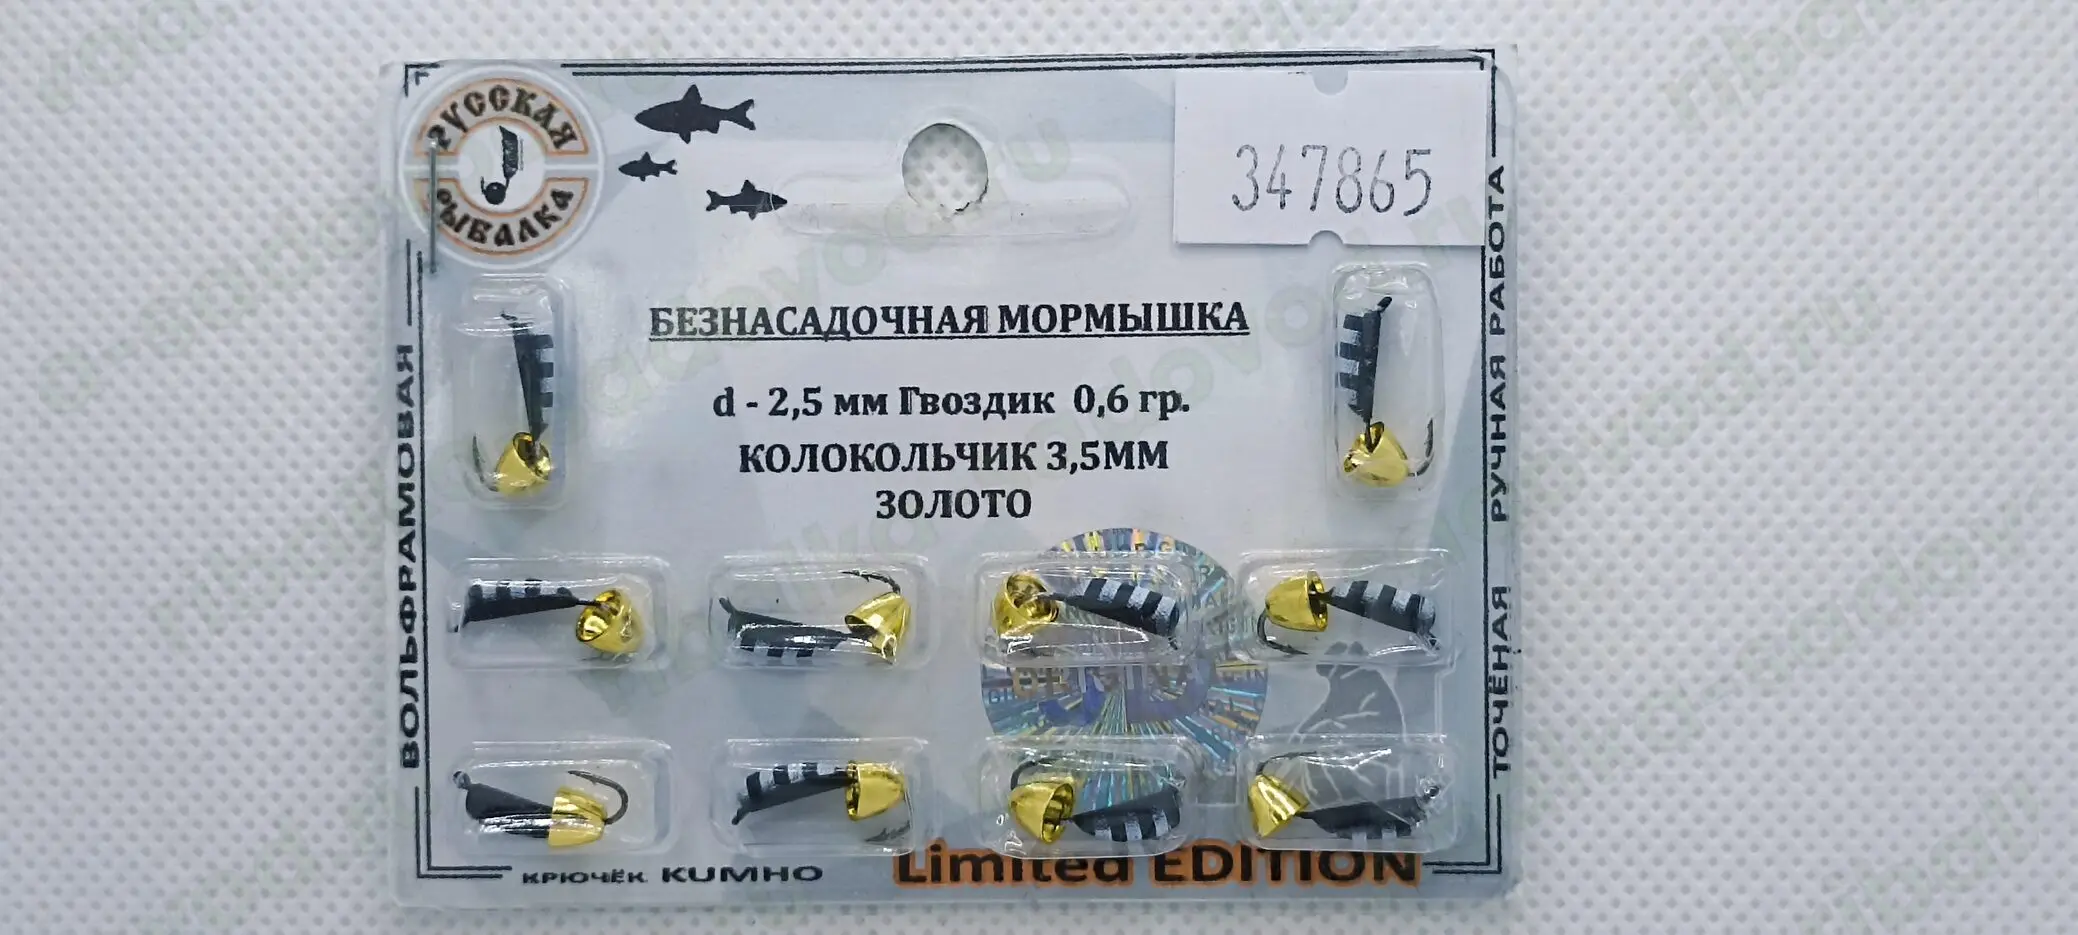 РУССКАЯ
РЫБАЛКА
347865
БЕЗНАСАДОЧНАЯ МОРМЫШКА
d - 2,5 мм Гвоздик 0,6 гр.
КОЛОКОЛЬЧИК 3,5ММ
ЗОЛОТО
ВОЛЬФРАМОВАЯ
ТОЧЁНАЯ РУЧНАЯ РАБОТА
КРЮЧЁК KUMHO
Limited EDITION